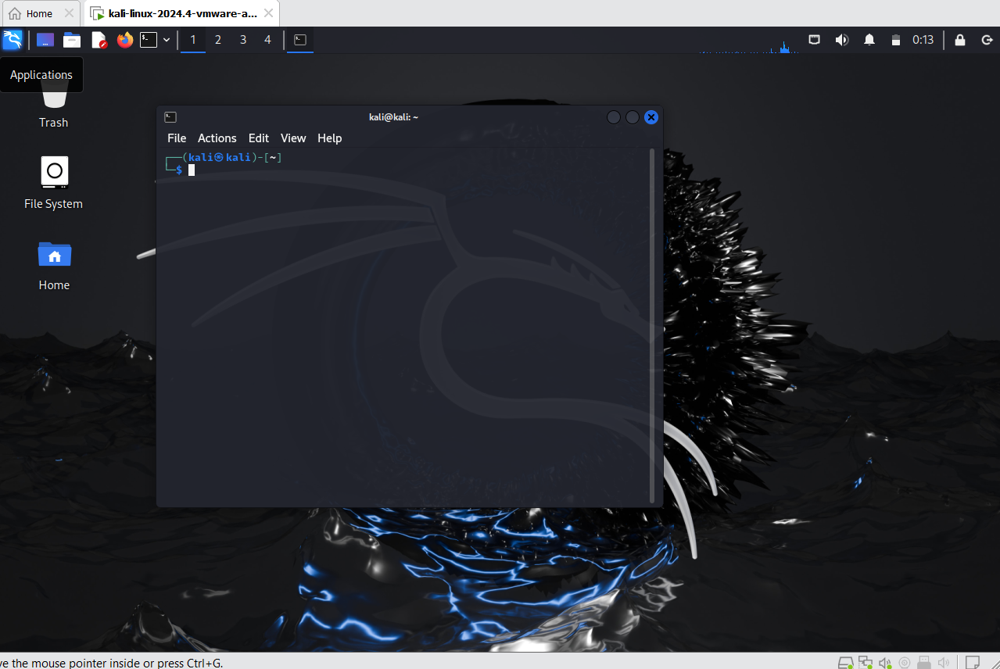 Home
kali-linux-2024.4-vmware-a...
1 2 3 4
0:13
Applications
Trash
File System
Home
kali@kali: ~
File Actions Edit View Help
┌──(kali㉿kali)-[~]
└─$
ve the mouse pointer inside or press Ctrl+G.